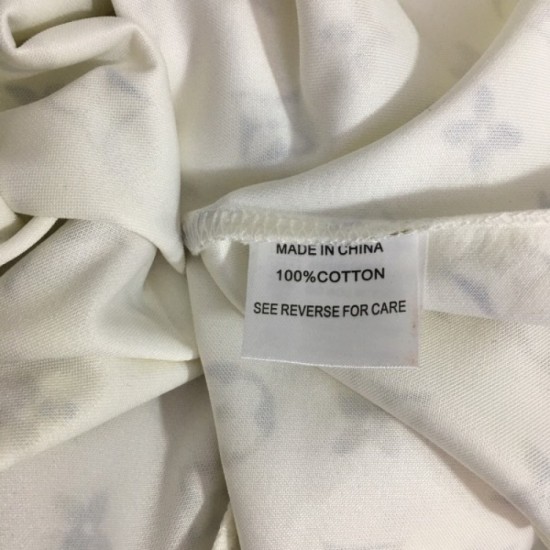 MADE IN CHINA
100%COTTON
SEE REVERSE FOR CARE